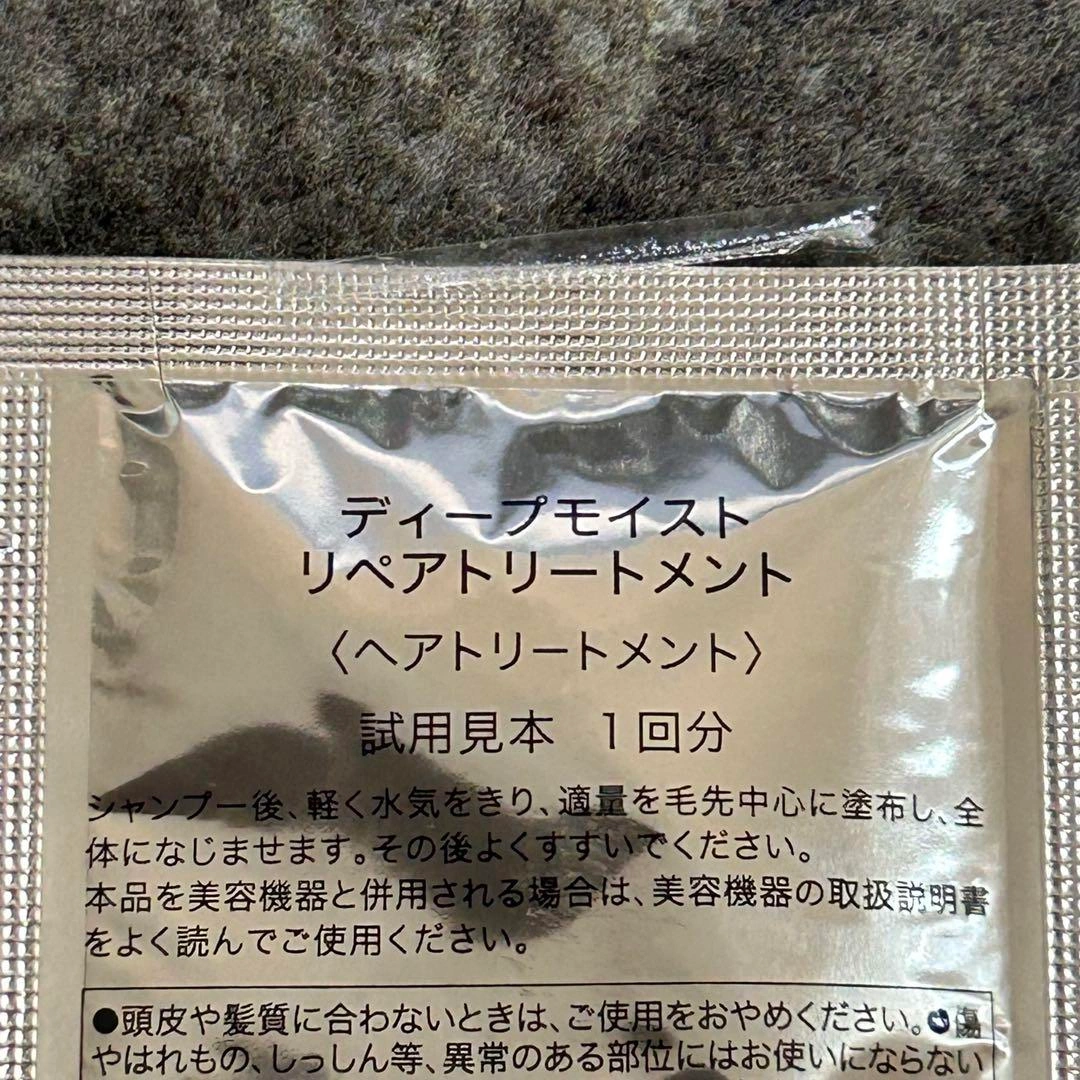 ディープモイスト
リペアトリートメント
〈ヘアトリートメント〉
試用見本 1回分
シャンプー後、軽く水気をきり、適量を毛先中心に塗布し、全
体になじませます。その後よくすすいでください。
本品を美容機器と併用される場合は、美容機器の取扱説明書
をよく読んでご使用ください。
●頭皮や髪質に合わないときは、ご使用をおやめください。●傷
やはれもの、しっしん等、異常のある部位にはお使いにならない